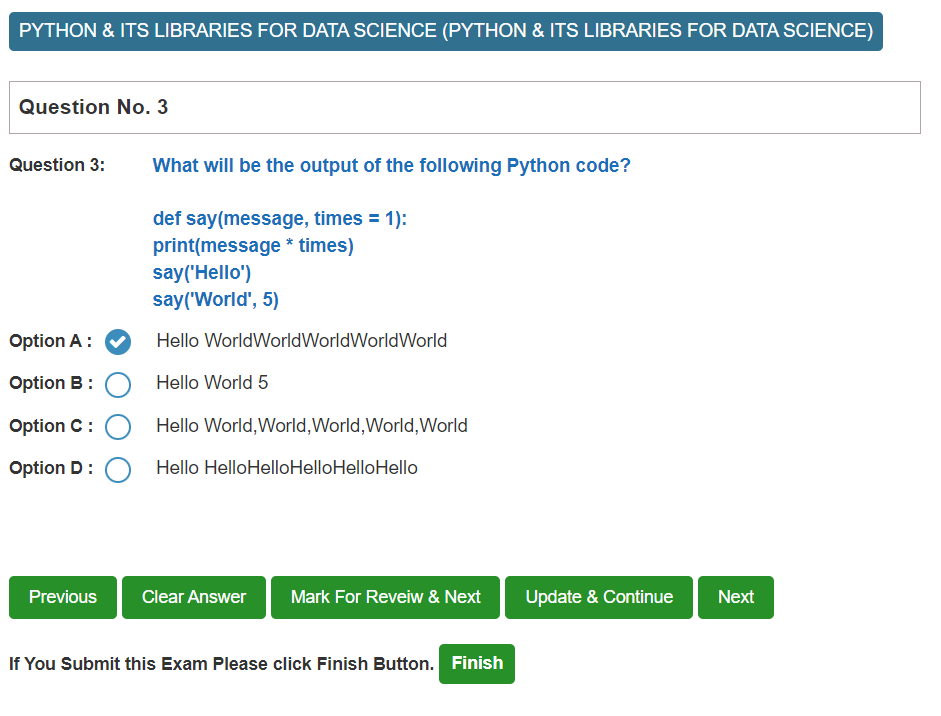 PYTHON & ITS LIBRARIES FOR DATA SCIENCE (PYTHON & ITS LIBRARIES FOR DATA SCIENCE)
Question No. 3
Question 3: What will be the output of the following Python code?
def say(message, times = 1):
print(message * times)
say('Hello')
say('World', 5)
Option A : Hello WorldWorldWorldWorldWorld
Option B : Hello World 5
Option C : Hello World,World,World,World,World
Option D : Hello HelloHelloHelloHelloHello
Previous Clear Answer Mark For Reveiw & Next Update & Continue Next
If You Submit this Exam Please click Finish Button. Finish